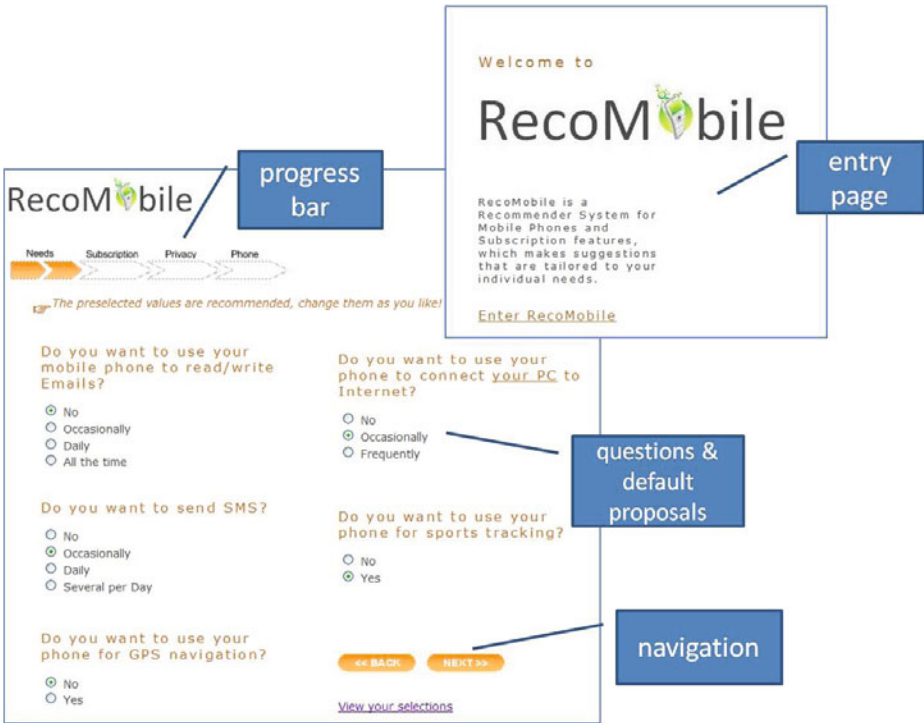 Welcome to
RecoMobile
entry
page
RecoMobile is a
Recommender System for
Mobile Phones and
Subscription features,
which makes suggestions
that are tailored to your
individual needs.
Enter RecoMobile
progress
bar
RecoMobile
Needs Subscription Privacy Phone
The preselected values are recommended, change them as you like!
Do you want to use your
mobile phone to read/write
Emails?
No
Occasionally
Daily
All the time
Do you want to use your
phone to connect your PC to
Internet?
No
Occasionally
Frequently
questions &
default
proposals
Do you want to send SMS?
No
Occasionally
Daily
Several per Day
Do you want to use your
phone for sports tracking?
No
Yes
Do you want to use your
phone for GPS navigation?
No
Yes
<< BACK NEXT >>
View your selections
navigation